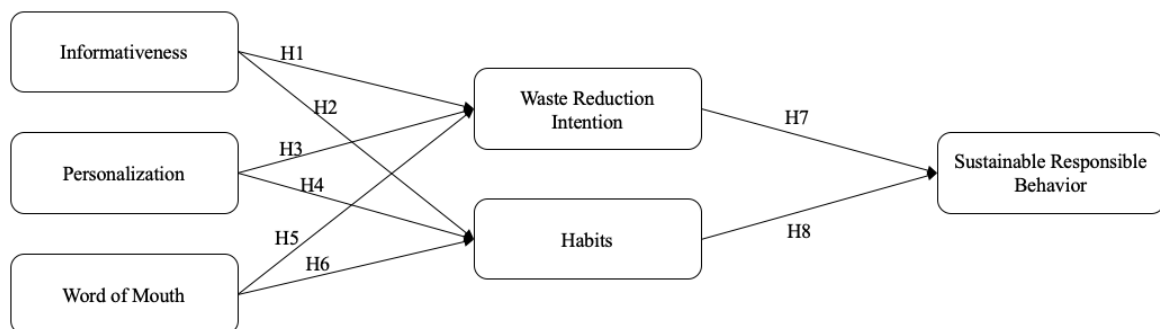 Informativeness
H1
Waste Reduction
Intention
H2
H7
H3
Personalization
Sustainable Responsible
Behavior
H4
H5
Habits
H8
H6
Word of Mouth